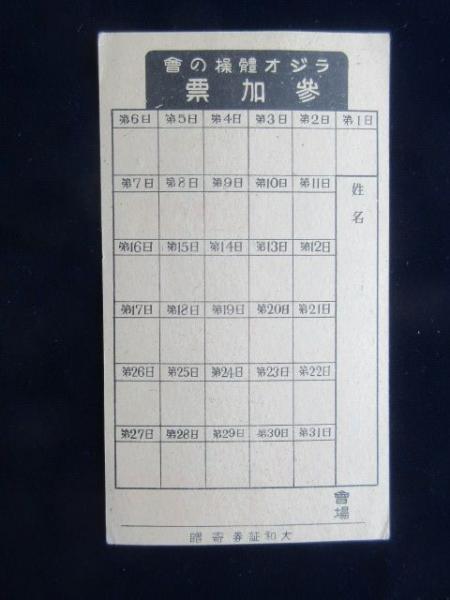 ラジオ體操の會
參加票
第1日 第2日 第3日 第4日 第5日 第6日
第7日 第8日 第9日 第10日 第11日
第12日 第13日 第14日 第15日 第16日
第17日 第18日 第19日 第20日 第21日
第22日 第23日 第24日 第25日 第26日
第27日 第28日 第29日 第30日 第31日
姓名
會場
大和証券寄贈